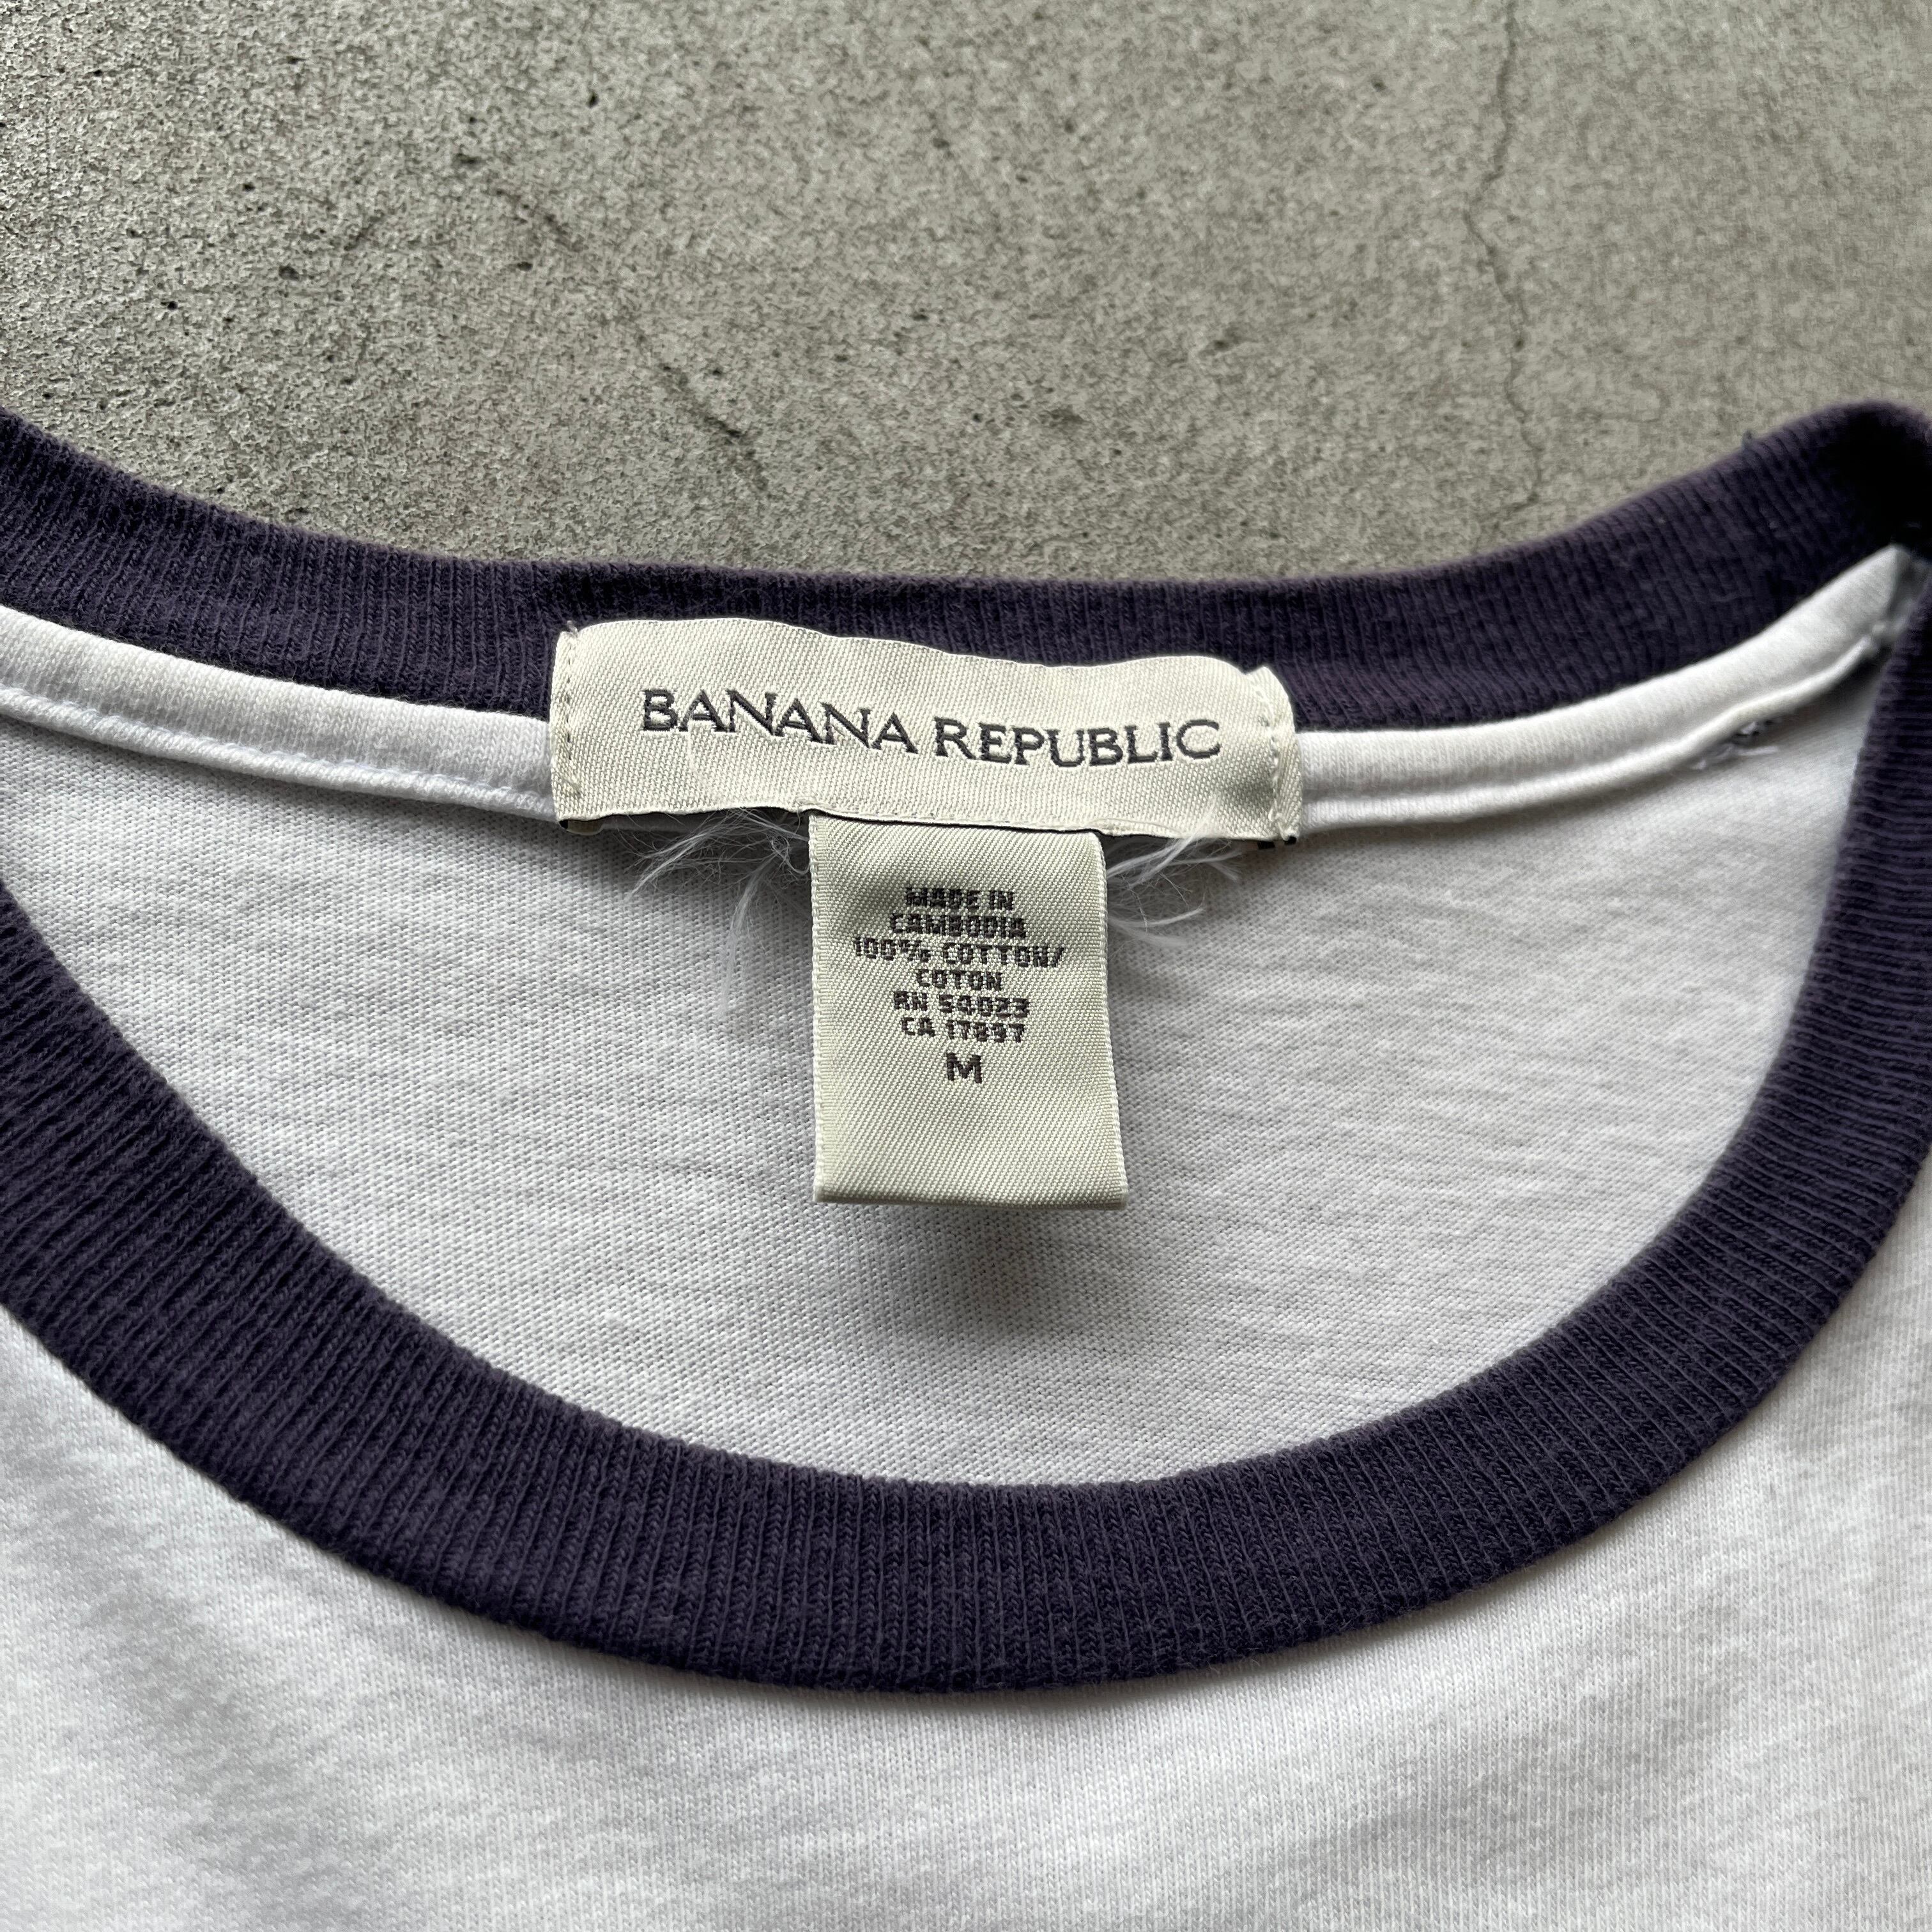 BANANA REPUBLIC
MADE IN
CAMBODIA
100% COTTON/
COTON
RN 54023
CA 17897
M